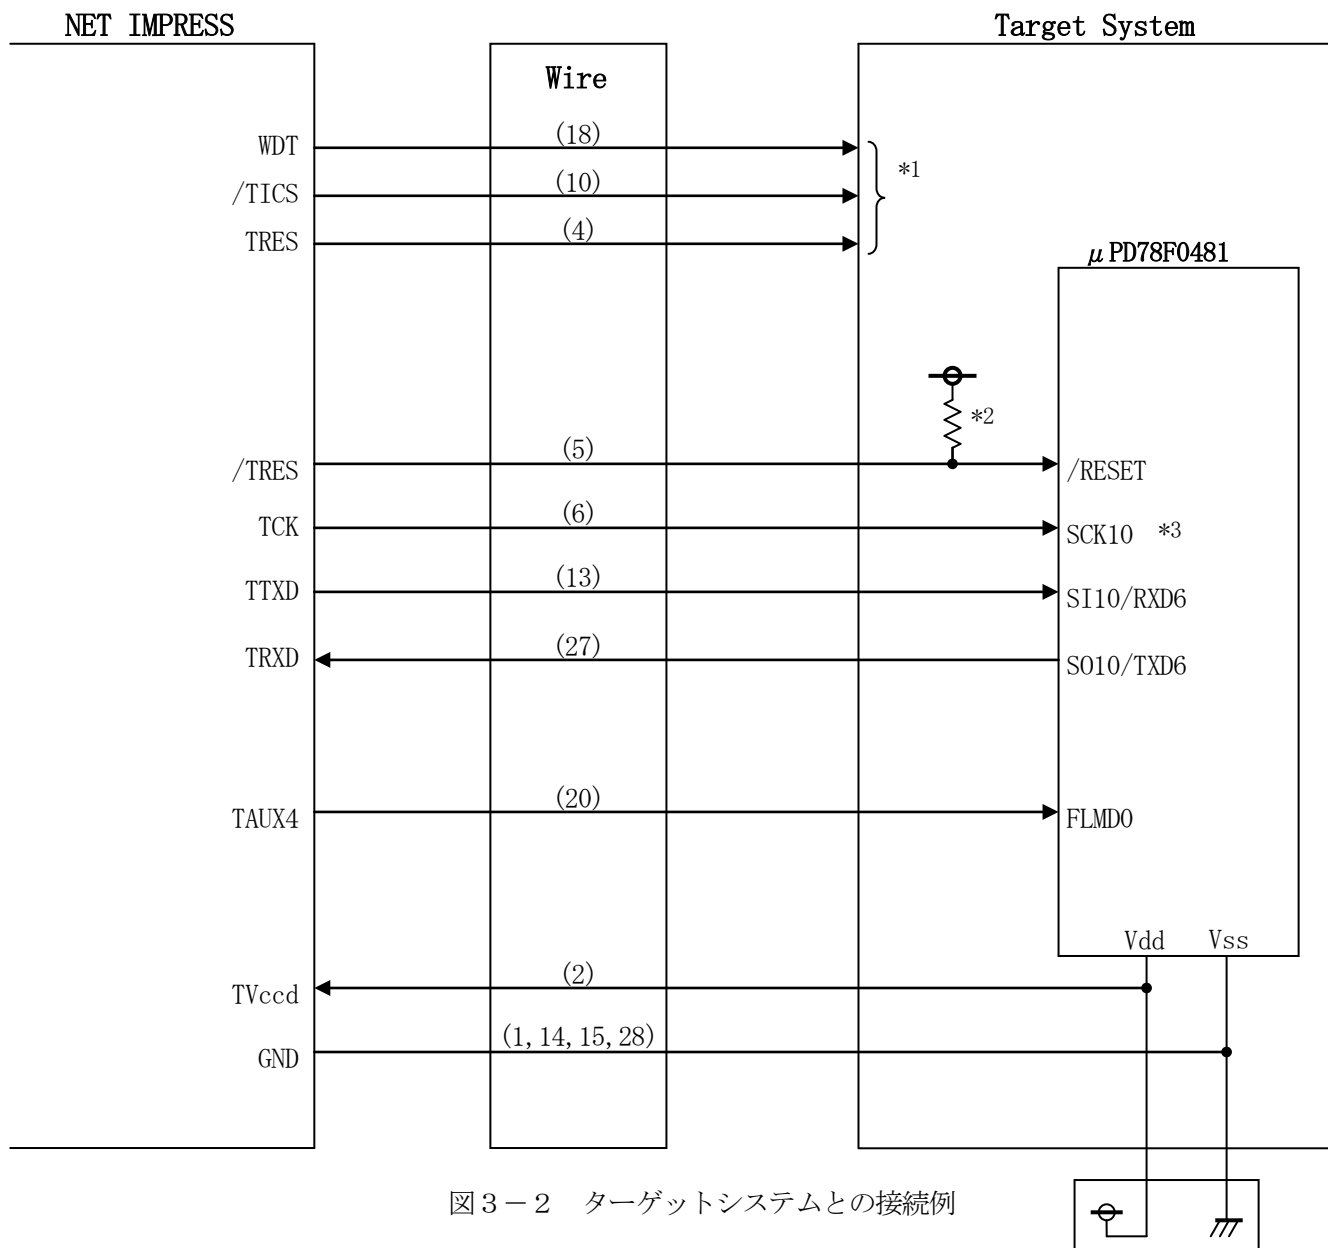 NET IMPRESS
Target System
Wire
WDT (18)
/TICS (10)
TRES (4)
*1
μPD78F0481
*2
/TRES (5) /RESET
TCK (6) SCK10 *3
TTXD (13) SI10/RXD6
TRXD (27) SO10/TXD6
TAUX4 (20) FLMD0
Vdd Vss
TVccd (2)
GND (1,14,15,28)
図3-2 ターゲットシステムとの接続例